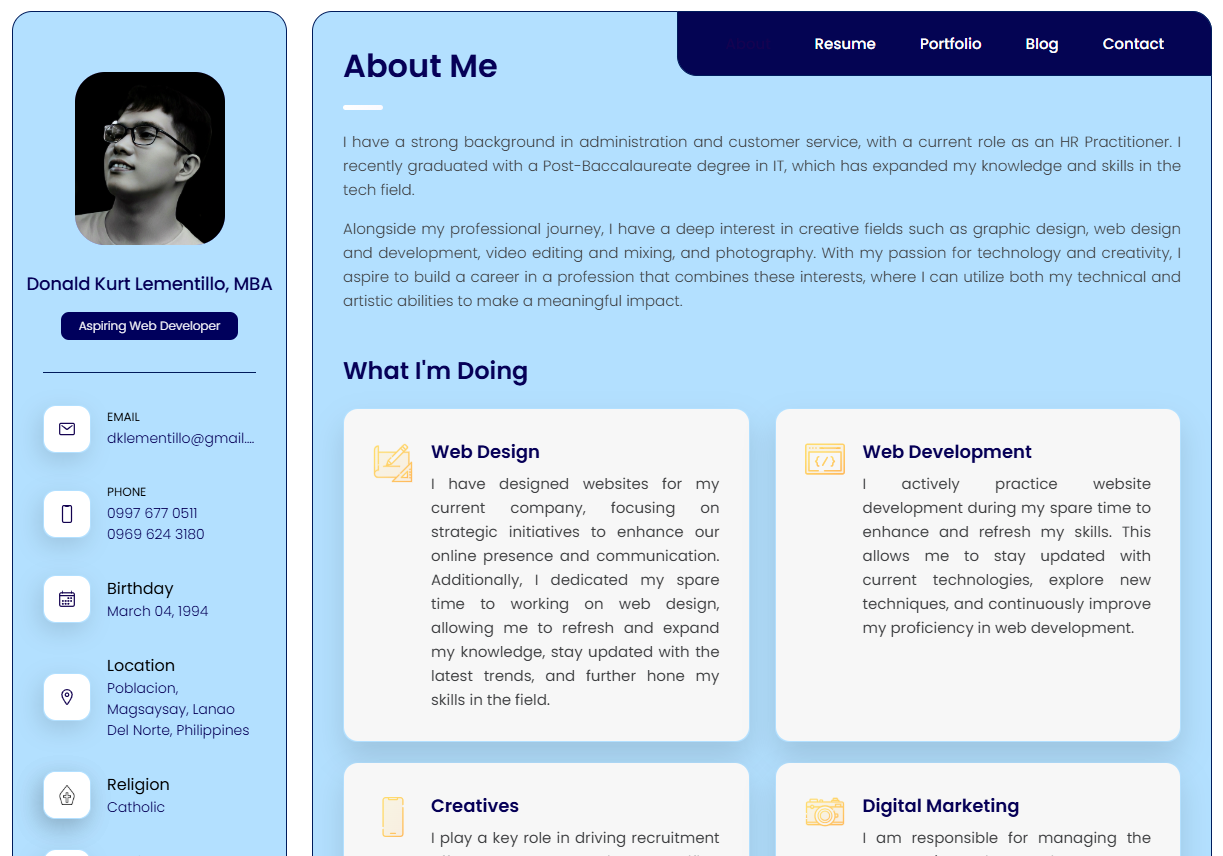 Donald Kurt Lementillo, MBA
Aspiring Web Developer
EMAIL
dklementillo@gmail....
PHONE
0997 677 0511
0969 624 3180
Birthday
March 04, 1994
Location
Poblacion,
Magsaysay, Lanao
Del Norte, Philippines
Religion
Catholic
About Resume Portfolio Blog Contact
About Me
I have a strong background in administration and customer service, with a current role as an HR Practitioner. I
recently graduated with a Post-Baccalaureate degree in IT, which has expanded my knowledge and skills in the
tech field.
Alongside my professional journey, I have a deep interest in creative fields such as graphic design, web design
and development, video editing and mixing, and photography. With my passion for technology and creativity, I
aspire to build a career in a profession that combines these interests, where I can utilize both my technical and
artistic abilities to make a meaningful impact.
What I'm Doing
Web Design
I have designed websites for my
current company, focusing on
strategic initiatives to enhance our
online presence and communication.
Additionally, I dedicated my spare
time to working on web design,
allowing me to refresh and expand
my knowledge, stay updated with the
latest trends, and further hone my
skills in the field.
Web Development
I actively practice website
development during my spare time to
enhance and refresh my skills. This
allows me to stay updated with
current technologies, explore new
techniques, and continuously improve
my proficiency in web development.
Creatives
I play a key role in driving recruitment
Digital Marketing
I am responsible for managing the